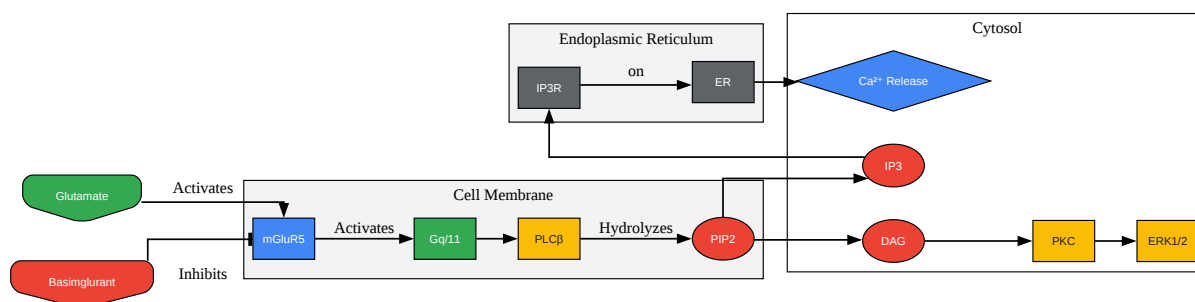 Cytosol
Endoplasmic Reticulum
IP3R
on
ER
Ca²⁺ Release
IP3
Glutamate
Activates
Cell Membrane
mGluR5
Activates
Gq/11
PLCβ
Hydrolyzes
PIP2
DAG
PKC
ERK1/2
Inhibits
Basimglurant